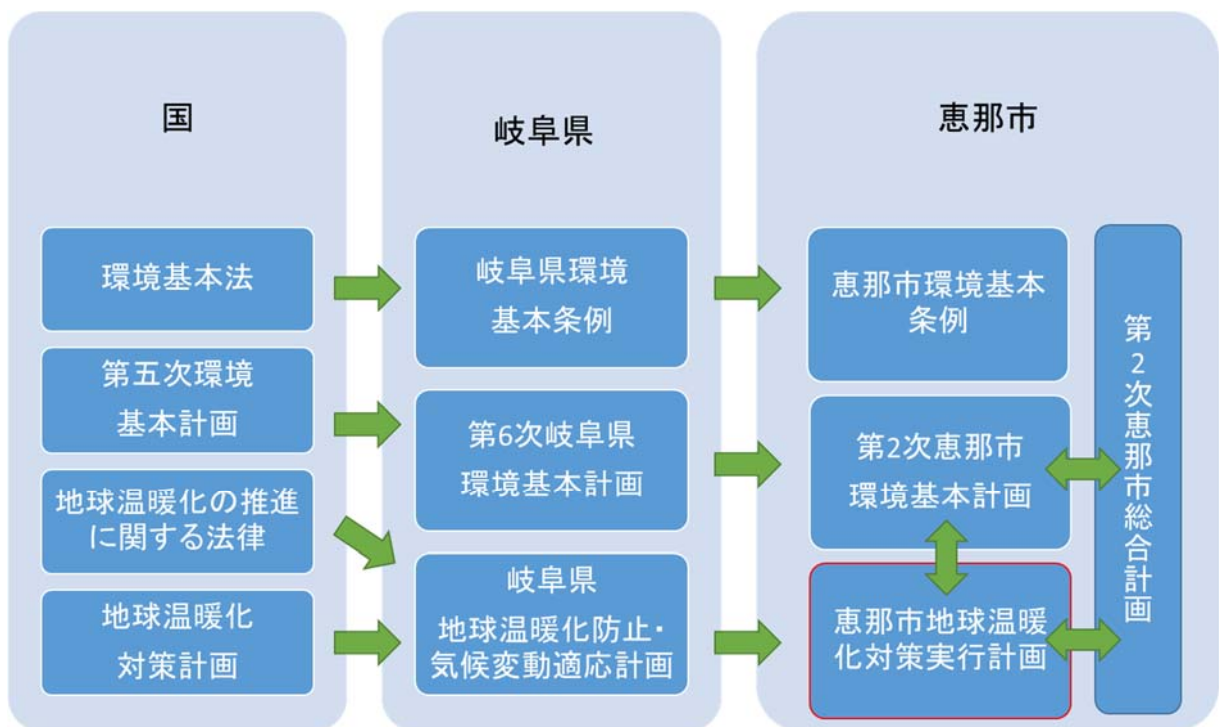 国
環境基本法
第五次環境
基本計画
地球温暖化の推進
に関する法律
地球温暖化
対策計画
岐阜県
岐阜県環境
基本条例
第6次岐阜県
環境基本計画
岐阜県
地球温暖化防止・
気候変動適応計画
恵那市
恵那市環境基本
条例
第2次恵那市
環境基本計画
恵那市地球温暖
化対策実行計画
第2次恵那市総合計画